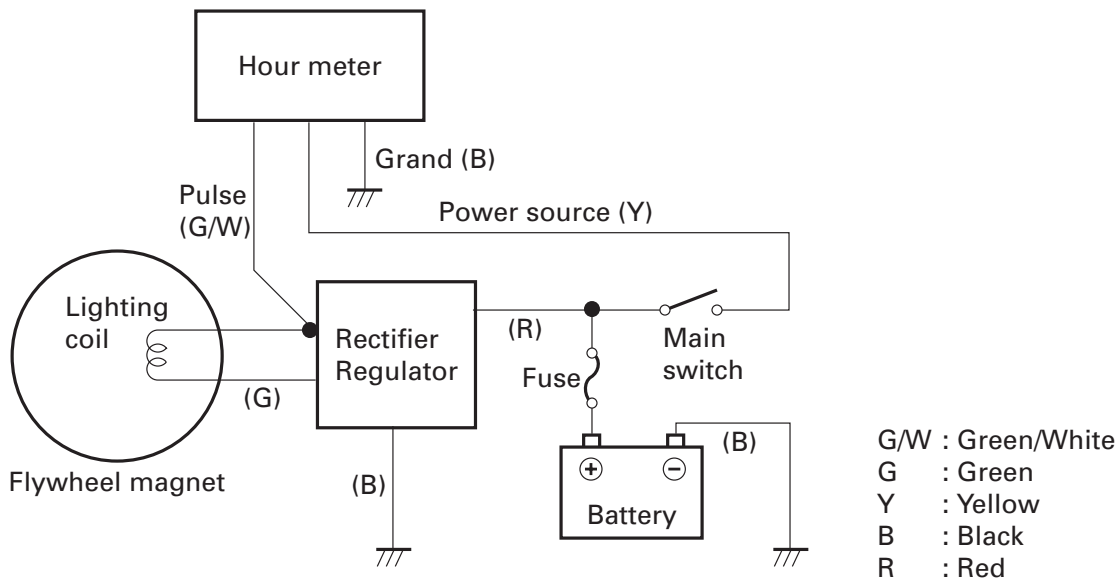 Hour meter
Grand (B)
Pulse
(G/W)
Power source (Y)
Lighting
coil
Rectifier
Regulator
(R)
Main
switch
Fuse
(G)
(B)
(B)
+
−
Battery
Flywheel magnet
G/W : Green/White
G : Green
Y : Yellow
B : Black
R : Red